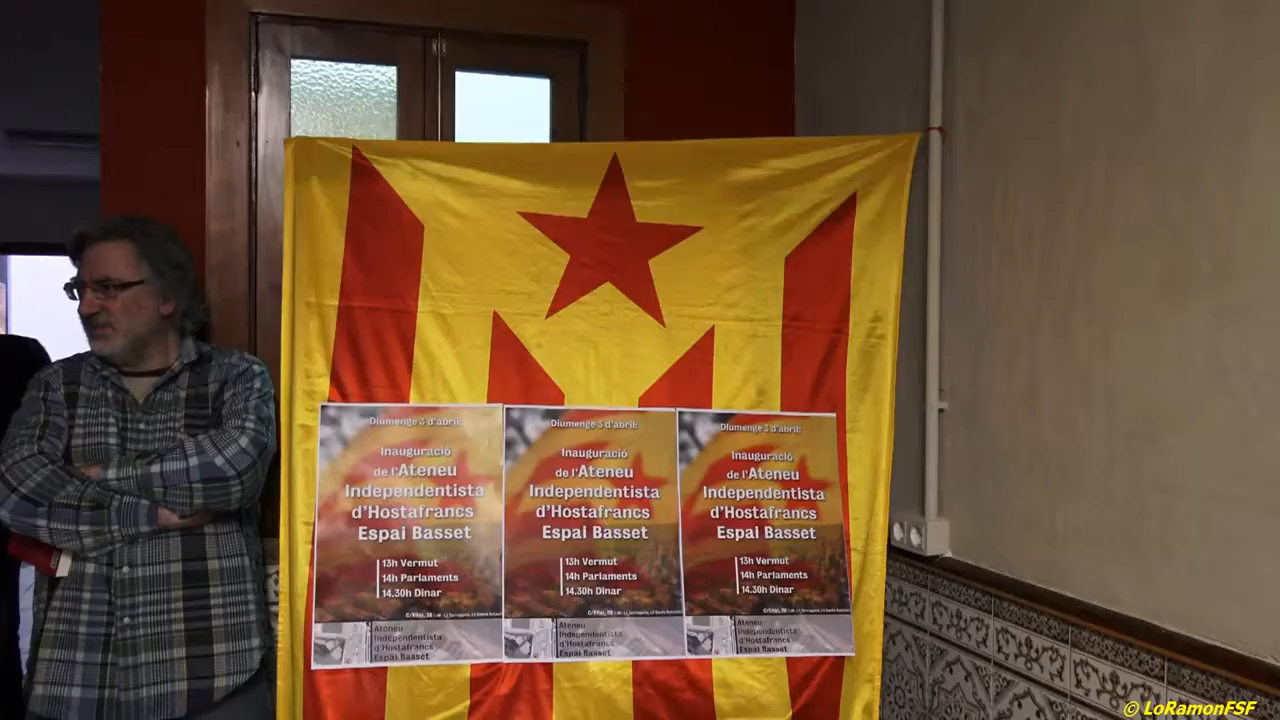 Diumenge 3 d'abril:
Inauguració
de l'Ateneu
Independentista
d'Hostafrancs
Espai Basset
13h Vermut
14h Parlaments
14.30h Dinar
Ateneu
Independentista
d'Hostafrancs
Espai Basset
Diumenge 3 d'abril:
Inauguració
de l'Ateneu
Independentista
d'Hostafrancs
Espai Basset
13h Vermut
14h Parlaments
14.30h Dinar
Ateneu
Independentista
d'Hostafrancs
Espai Basset
Diumenge 3 d'abril:
Inauguració
de l'Ateneu
Independentista
d'Hostafrancs
Espai Basset
13h Vermut
14h Parlaments
14.30h Dinar
Ateneu
Independentista
d'Hostafrancs
Espai Basset
© LoRamonFSF